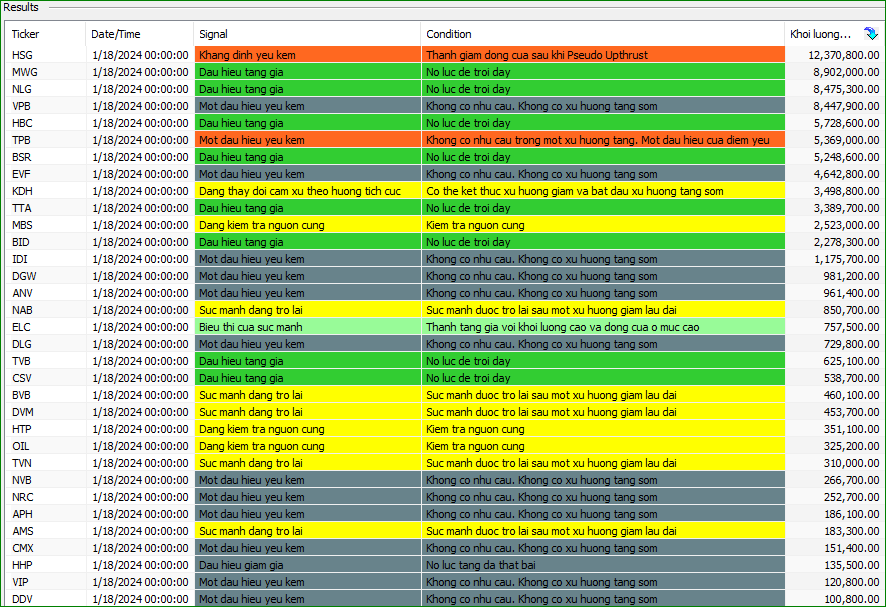 Results
Ticker Date/Time Signal Condition Khoi luong...
HSG 1/18/2024 00:00:00 Khang dinh yeu kem Thanh giam dong cua sau khi Pseudo Upthrust 12,370,800.00
MWG 1/18/2024 00:00:00 Dau hieu tang gia No luc de troi day 8,902,000.00
NLG 1/18/2024 00:00:00 Dau hieu tang gia No luc de troi day 8,475,300.00
VPB 1/18/2024 00:00:00 Mot dau hieu yeu kem Khong co nhu cau. Khong co xu huong tang som 8,447,900.00
HBC 1/18/2024 00:00:00 Dau hieu tang gia No luc de troi day 5,728,600.00
TPB 1/18/2024 00:00:00 Mot dau hieu yeu kem Khong co nhu cau trong mot xu huong tang. Mot dau hieu cua diem yeu 5,369,000.00
BSR 1/18/2024 00:00:00 Dau hieu tang gia No luc de troi day 5,248,600.00
EVF 1/18/2024 00:00:00 Mot dau hieu yeu kem Khong co nhu cau. Khong co xu huong tang som 4,642,800.00
KDH 1/18/2024 00:00:00 Dang thay doi cam xu theo huong tich cuc Co the ket thuc xu huong giam va bat dau xu huong tang som 3,498,800.00
TTA 1/18/2024 00:00:00 Dau hieu tang gia No luc de troi day 3,389,700.00
MBS 1/18/2024 00:00:00 Dang kiem tra nguon cung Kiem tra nguon cung 2,523,000.00
BID 1/18/2024 00:00:00 Dau hieu tang gia No luc de troi day 2,278,300.00
IDI 1/18/2024 00:00:00 Mot dau hieu yeu kem Khong co nhu cau. Khong co xu huong tang som 1,175,700.00
DGW 1/18/2024 00:00:00 Mot dau hieu yeu kem Khong co nhu cau. Khong co xu huong tang som 981,200.00
ANV 1/18/2024 00:00:00 Mot dau hieu yeu kem Khong co nhu cau. Khong co xu huong tang som 961,400.00
NAB 1/18/2024 00:00:00 Suc manh dang tro lai Suc manh duoc tro lai sau mot xu huong giam lau dai 850,700.00
ELC 1/18/2024 00:00:00 Bieu thi cua suc manh Thanh tang gia voi khoi luong cao va dong cua o muc cao 757,500.00
DLG 1/18/2024 00:00:00 Mot dau hieu yeu kem Khong co nhu cau. Khong co xu huong tang som 729,800.00
TVB 1/18/2024 00:00:00 Dau hieu tang gia No luc de troi day 625,100.00
CSV 1/18/2024 00:00:00 Dau hieu tang gia No luc de troi day 538,700.00
BVB 1/18/2024 00:00:00 Suc manh dang tro lai Suc manh duoc tro lai sau mot xu huong giam lau dai 460,100.00
DVM 1/18/2024 00:00:00 Suc manh dang tro lai Suc manh duoc tro lai sau mot xu huong giam lau dai 453,700.00
HTP 1/18/2024 00:00:00 Dang kiem tra nguon cung Kiem tra nguon cung 351,100.00
OIL 1/18/2024 00:00:00 Dang kiem tra nguon cung Kiem tra nguon cung 325,200.00
TVN 1/18/2024 00:00:00 Suc manh dang tro lai Suc manh duoc tro lai sau mot xu huong giam lau dai 310,000.00
NVB 1/18/2024 00:00:00 Mot dau hieu yeu kem Khong co nhu cau. Khong co xu huong tang som 266,700.00
NRC 1/18/2024 00:00:00 Mot dau hieu yeu kem Khong co nhu cau. Khong co xu huong tang som 252,700.00
APH 1/18/2024 00:00:00 Mot dau hieu yeu kem Khong co nhu cau. Khong co xu huong tang som 186,100.00
AMS 1/18/2024 00:00:00 Suc manh dang tro lai Suc manh duoc tro lai sau mot xu huong giam lau dai 183,300.00
CMX 1/18/2024 00:00:00 Mot dau hieu yeu kem Khong co nhu cau. Khong co xu huong tang som 151,400.00
HHP 1/18/2024 00:00:00 Dau hieu giam gia No luc tang da that bai 135,500.00
VIP 1/18/2024 00:00:00 Mot dau hieu yeu kem Khong co nhu cau. Khong co xu huong tang som 120,800.00
DDV 1/18/2024 00:00:00 Mot dau hieu yeu kem Khong co nhu cau. Khong co xu huong tang som 100,800.00